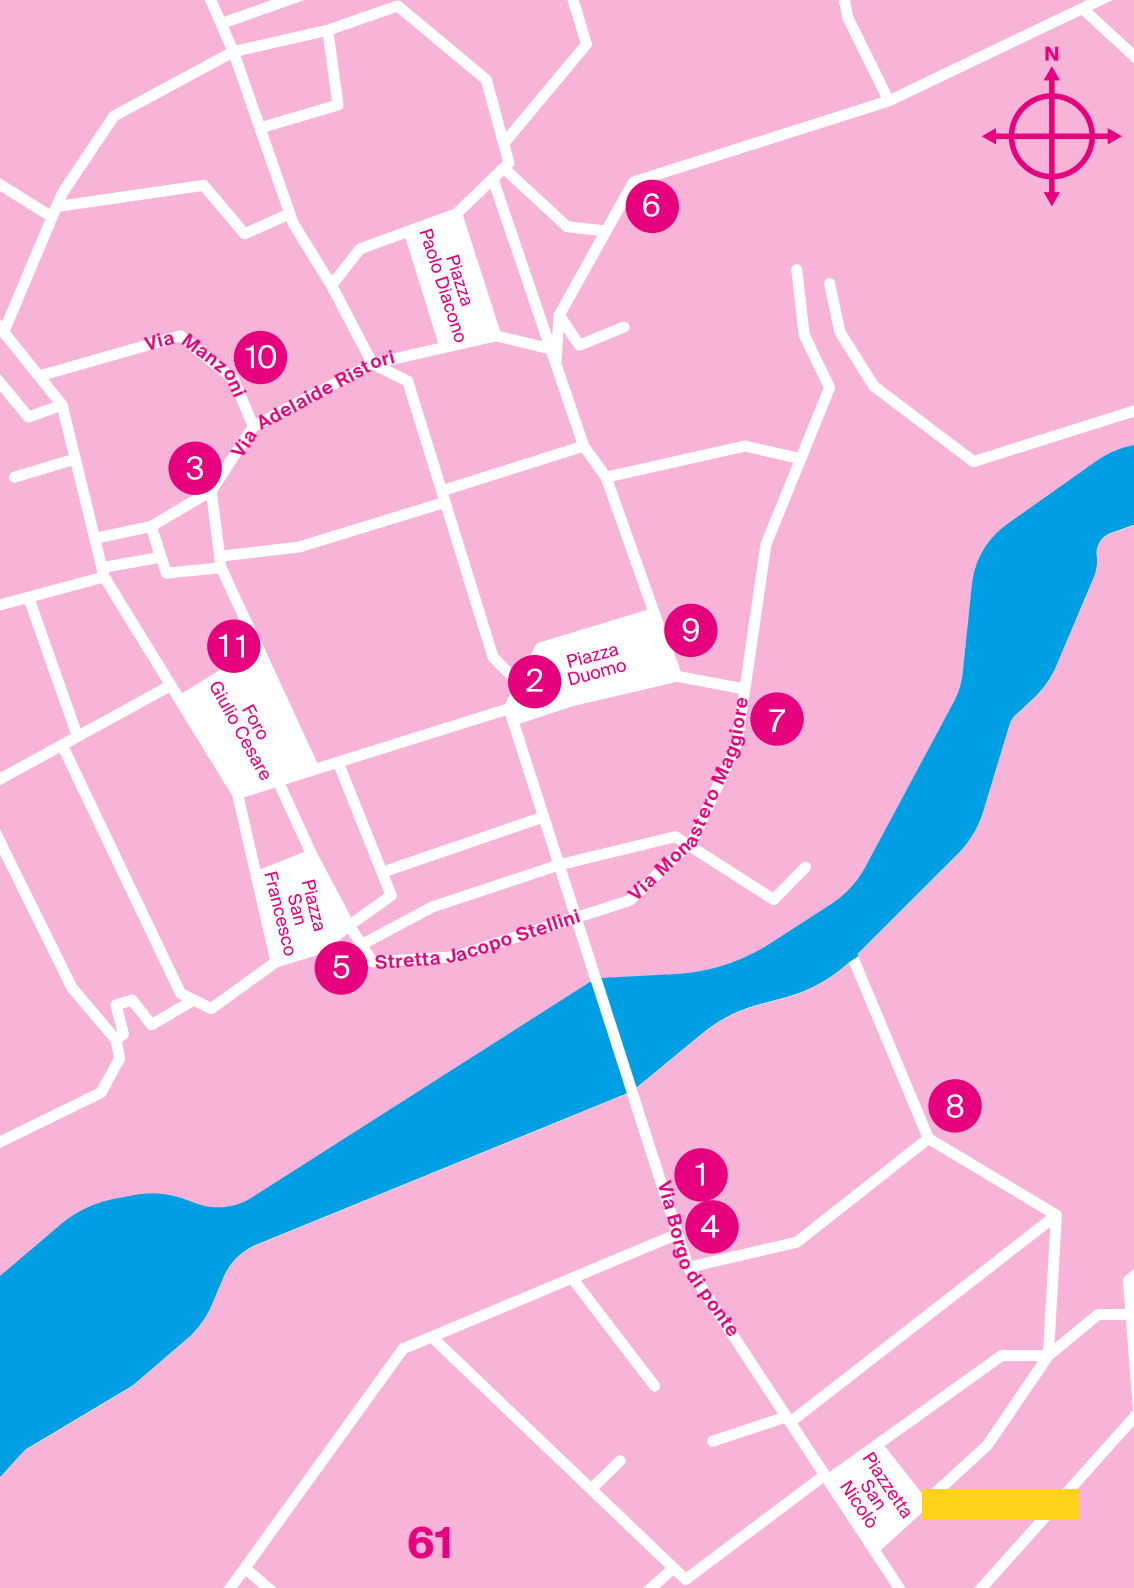 N
6
Piazza
Paolo Diacono
Via Manzoni
10
Via Adelaide Ristori
3
9
11
Piazza
Duomo
2
Foro
Giulio Cesare
7
Via Monastero Maggiore
Piazza
San
Francesco
Stretta Jacopo Stellini
5
8
1
4
Via Borgo di ponte
Piazzetta
San
Nicolò
61